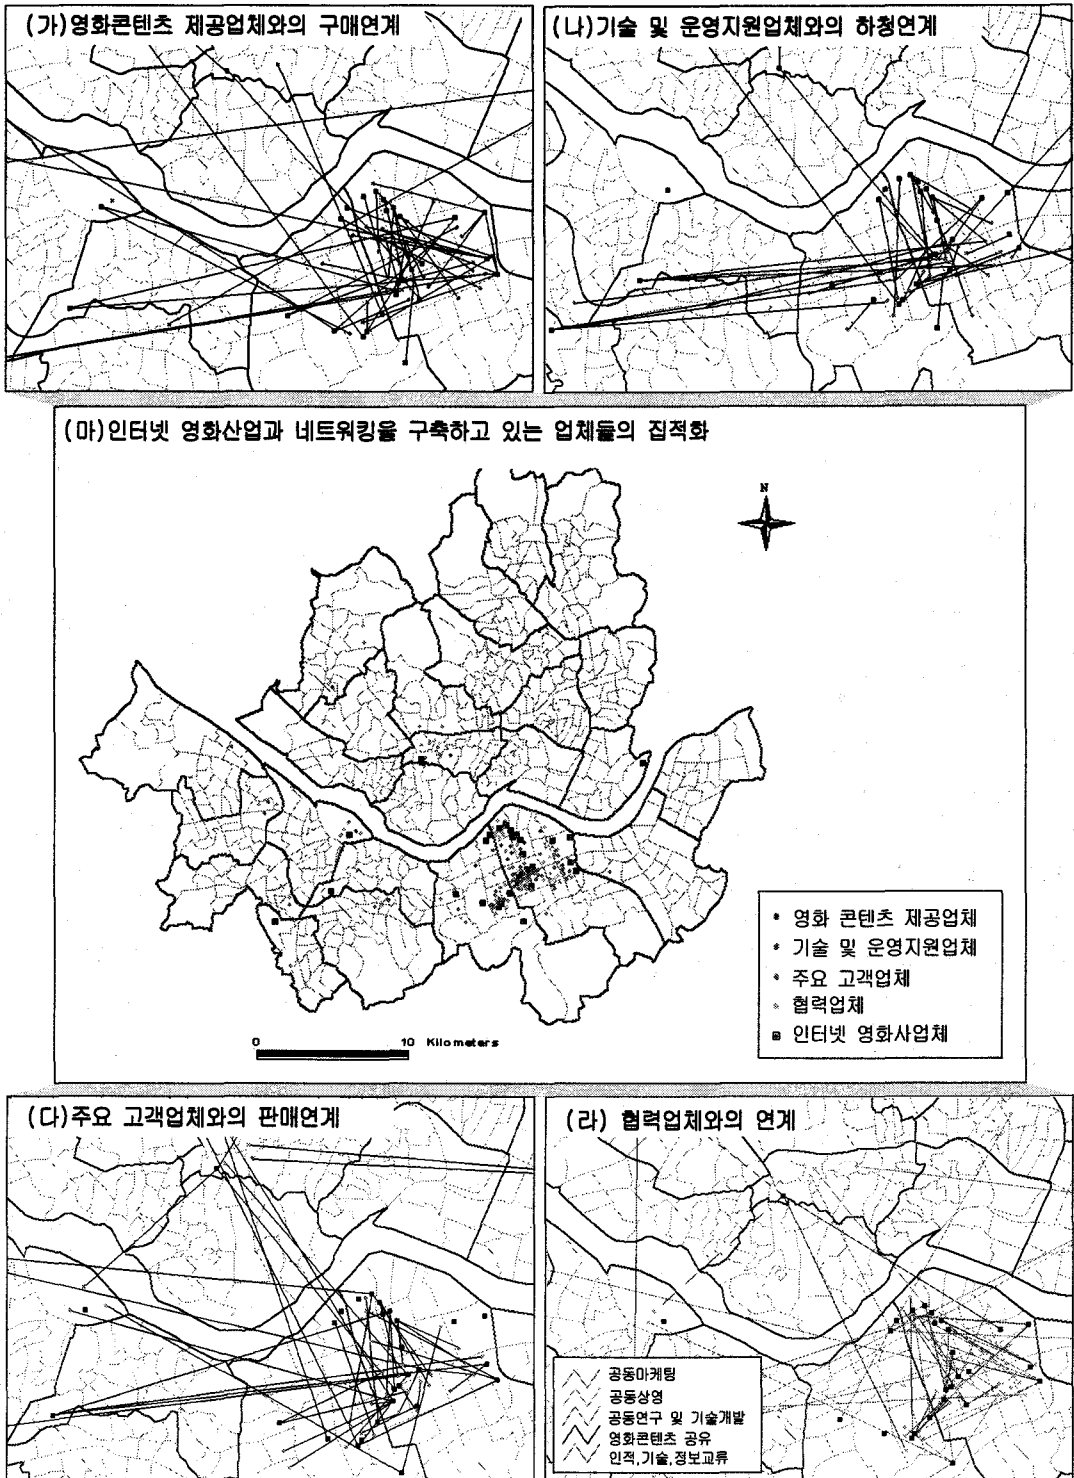 (가)영화콘텐츠 제공업체와의 구매연계
(나)기술 및 운영지원업체와의 하청연계
(마)인터넷 영화산업과 네트워킹을 구축하고 있는 업체들의 집적화
N
영화 콘텐츠 제공업체
기술 및 운영지원업체
주요 고객업체
협력업체
인터넷 영화사업체
0 10 Kilometers
(다)주요 고객업체와의 판매연계
(라) 협력업체와의 연계
공동마케팅
공동상영
공동연구 및 기술개발
영화콘텐츠 공유
인적,기술,정보교류